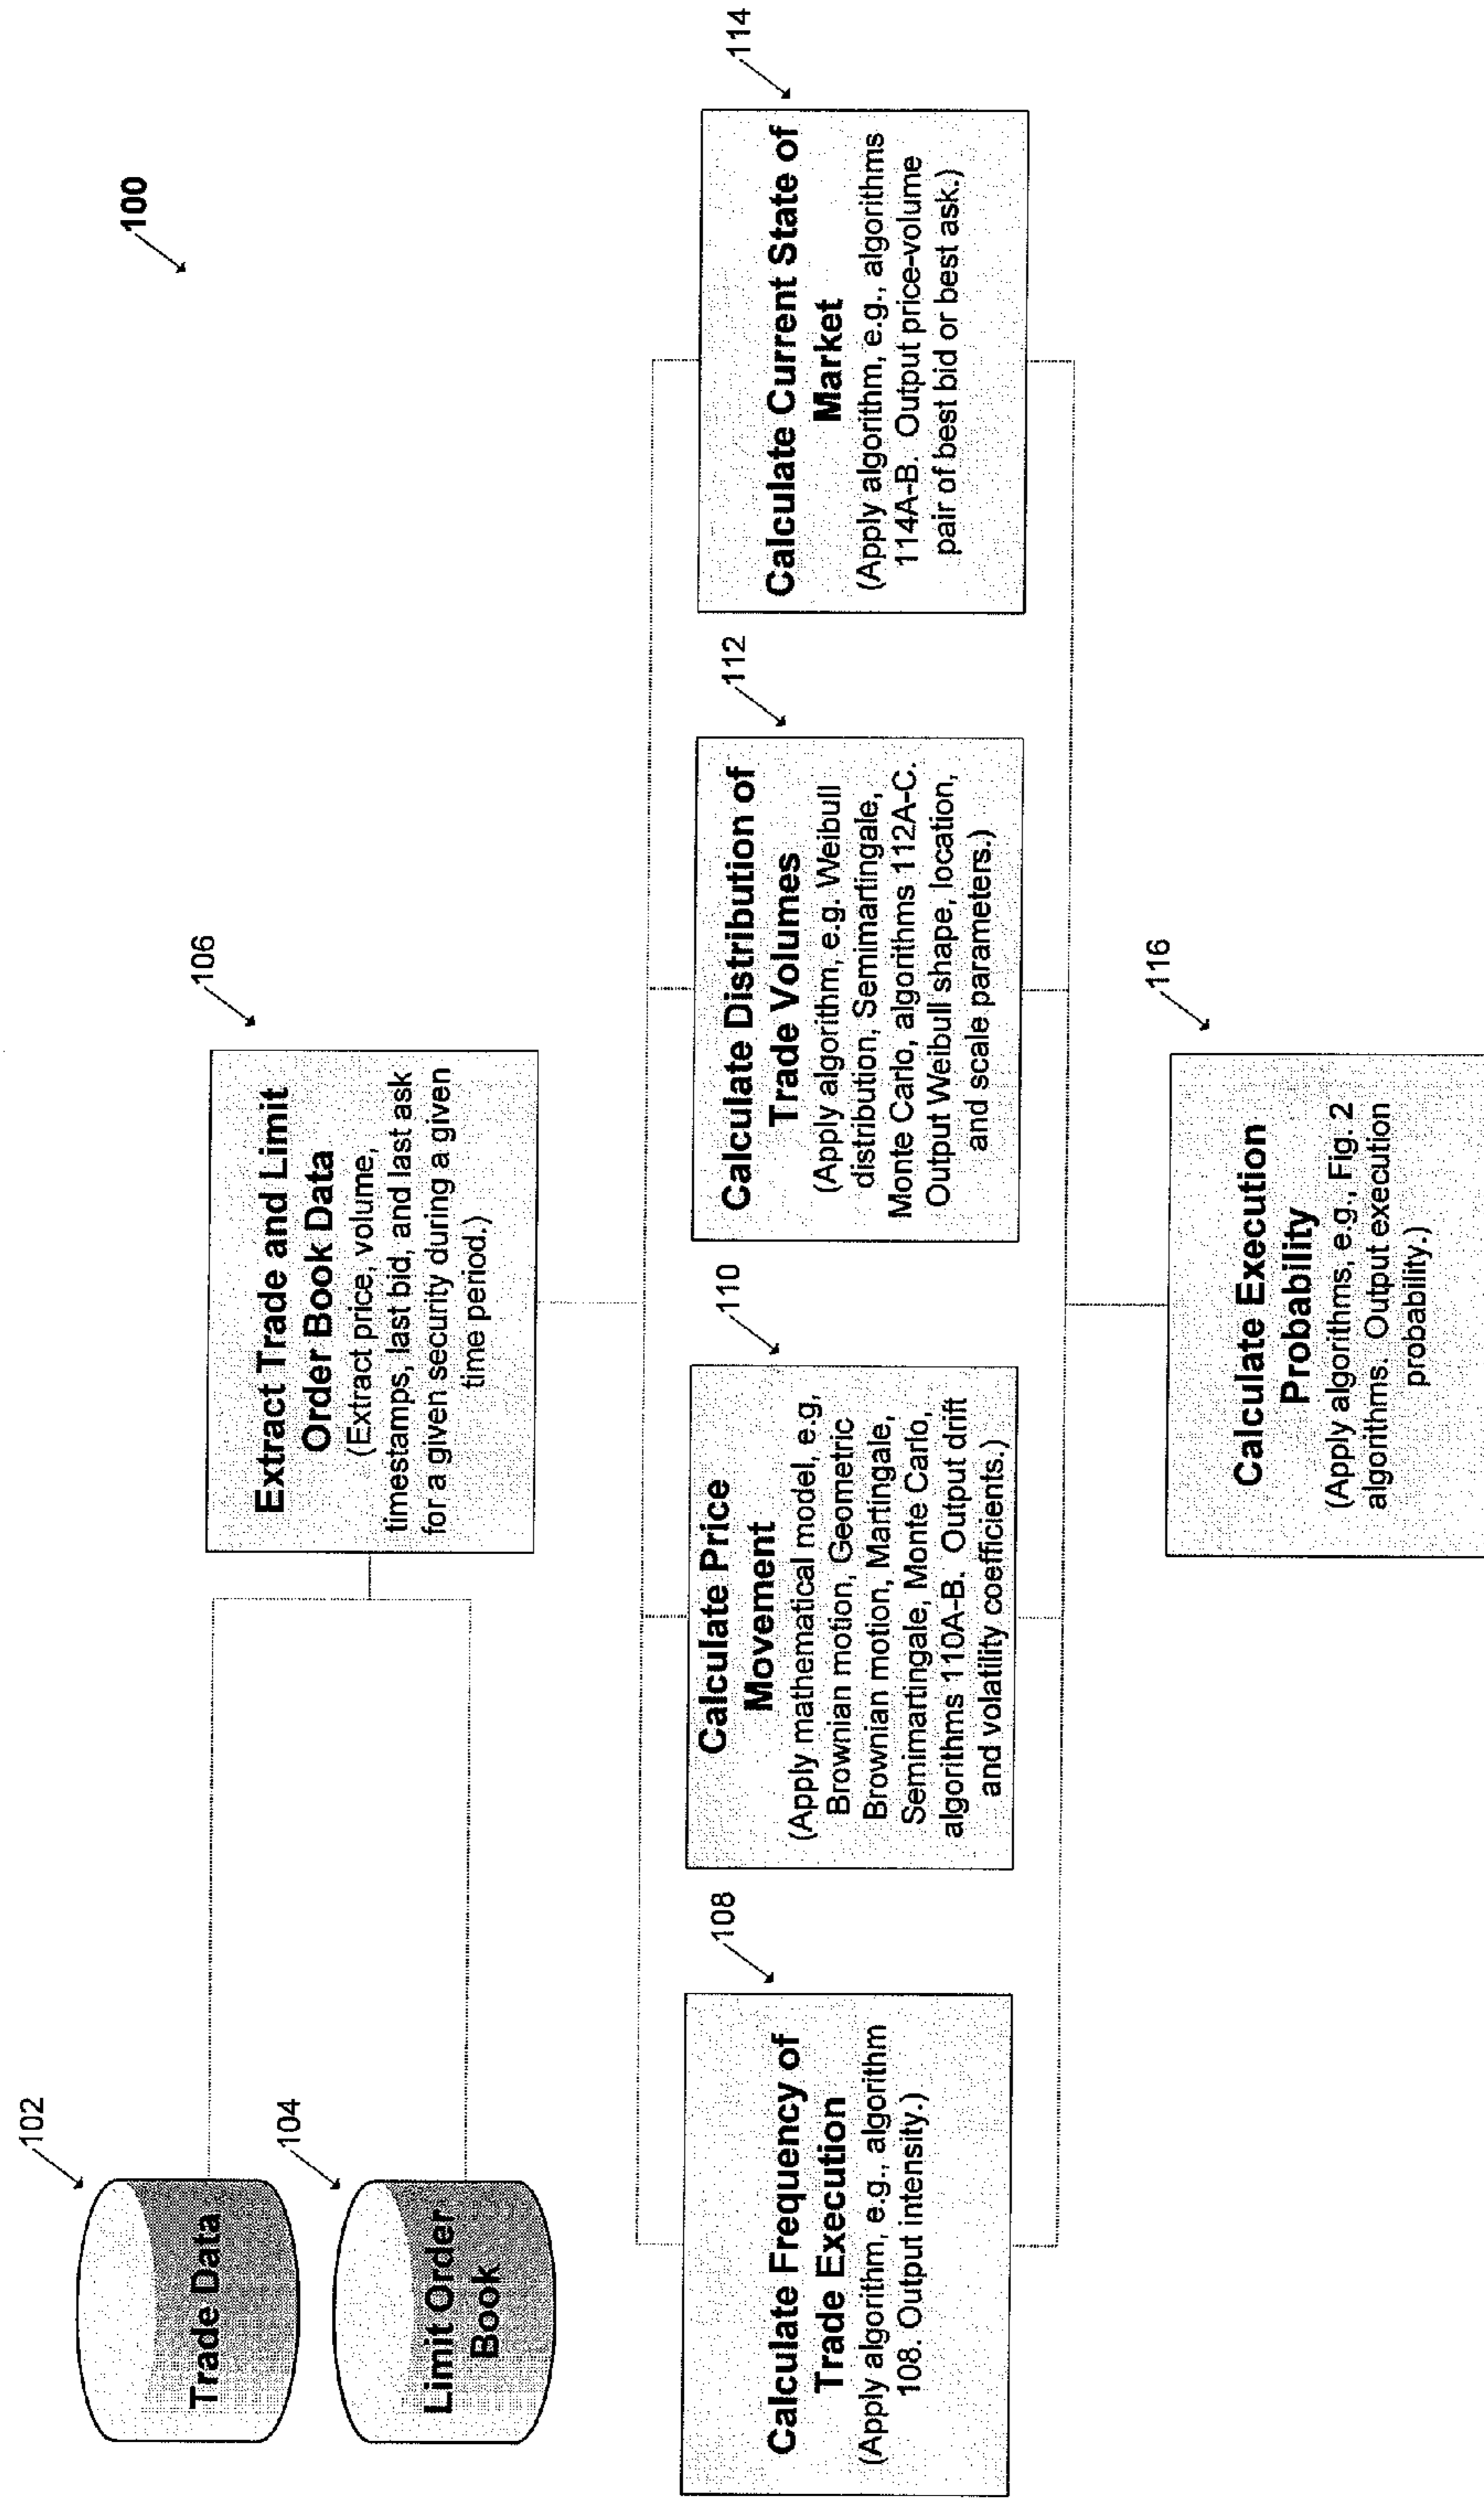 100
102
Trade Data
104
Limit Order
Book
106
Extract Trade and Limit
Order Book Data
(Extract price, volume,
timestamps, last bid, and last ask
for a given security during a given
time period.)
108
Calculate Frequency of
Trade Execution
(Apply algorithm, e.g., algorithm
108. Output intensity.)
110
Calculate Price
Movement
(Apply mathematical model, e.g,
Brownian motion, Geometric
Brownian motion, Martingale,
Semimartingale, Monte Carlo,
algorithms 110A-B. Output drift
and volatility coefficients.)
112
Calculate Distribution of
Trade Volumes
(Apply algorithm, e.g. Weibull
distribution, Semimartingale,
Monte Carlo, algorithms 112A-C.
Output Weibull shape, location,
and scale parameters.)
114
Calculate Current State of
Market
(Apply algorithm, e.g., algorithms
114A-B. Output price-volume
pair of best bid or best ask.)
116
Calculate Execution
Probability
(Apply algorithms, e.g., Fig. 2
algorithms. Output execution
probability.)